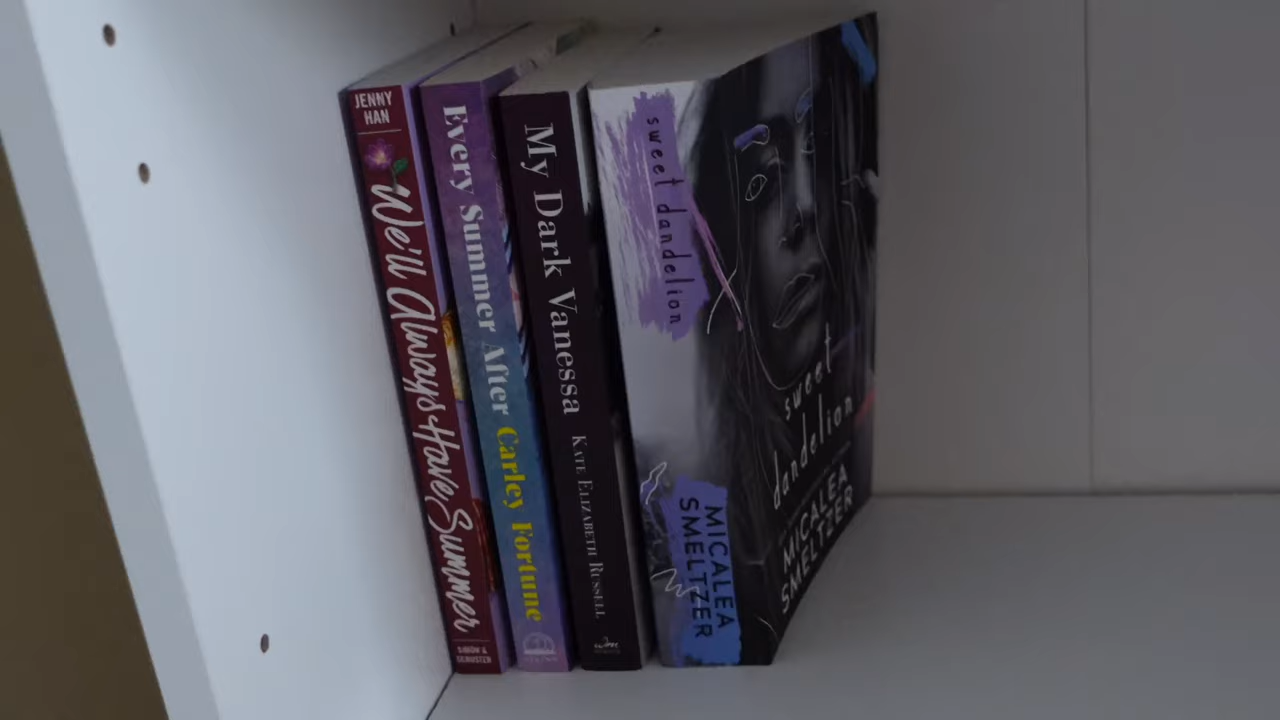 JENNY
HAN
We'll Always Have Summer
SIMON &
SCHUSTER
Every Summer After Carley Fortune
My Dark Vanessa KATE ELIZABETH RUSSELL
sweet dandelion
MICALEA
SMELTZER
sweet
dandelion
MICALEA
SMELTZER